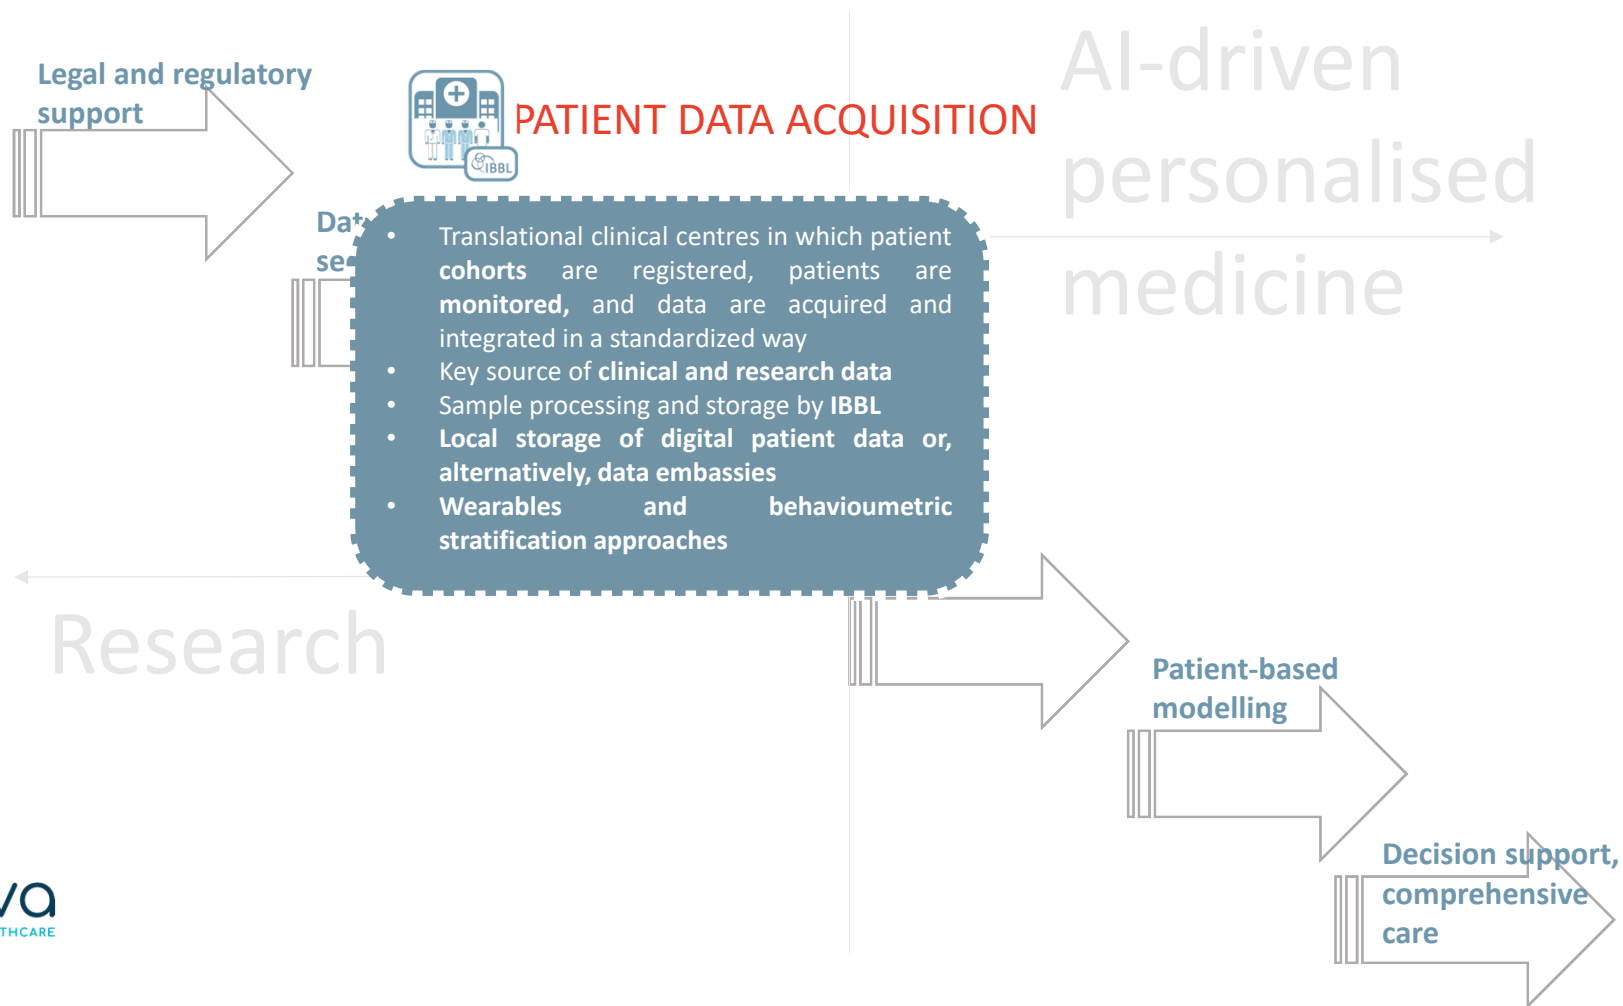 Legal and regulatory
support
PATIENT DATA ACQUISITION
IBBL
AI-driven
personalised
medicine
• Translational clinical centres in which patient
cohorts are registered, patients are
monitored, and data are acquired and
integrated in a standardized way
• Key source of clinical and research data
• Sample processing and storage by IBBL
• Local storage of digital patient data or,
alternatively, data embassies
• Wearables and behavioumetric
stratification approaches
Research
Patient-based
modelling
Decision support,
comprehensive
care